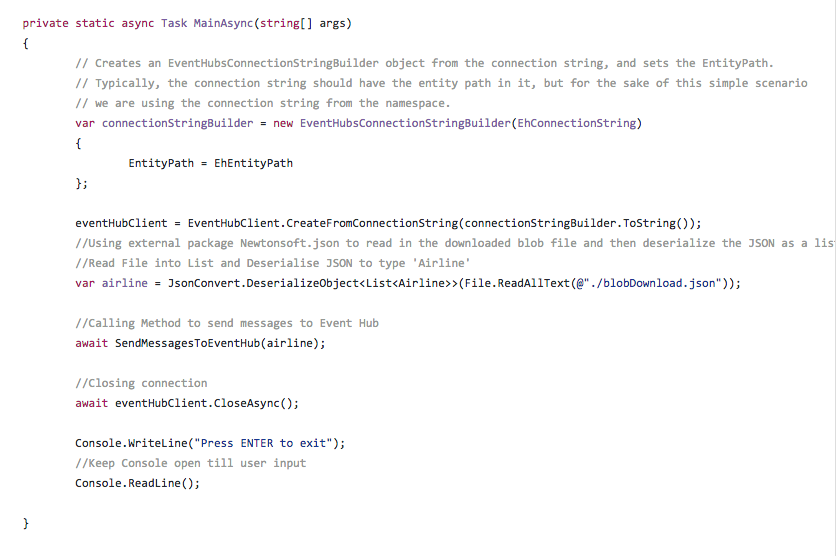 private static async Task MainAsync(string[] args)
{
// Creates an EventHubsConnectionStringBuilder object from the connection string, and sets the EntityPath.
// Typically, the connection string should have the entity path in it, but for the sake of this simple scenario
// we are using the connection string from the namespace.
var connectionStringBuilder = new EventHubsConnectionStringBuilder(EhConnectionString)
{
EntityPath = EhEntityPath
};
eventHubClient = EventHubClient.CreateFromConnectionString(connectionStringBuilder.ToString());
//Using external package Newtonsoft.json to read in the downloaded blob file and then deserialize the JSON as a lis
//Read File into List and Deserialise JSON to type 'Airline'
var airline = JsonConvert.DeserializeObject<List<Airline>>(File.ReadAllText(@"./blobDownload.json"));
//Calling Method to send messages to Event Hub
await SendMessagesToEventHub(airline);
//Closing connection
await eventHubClient.CloseAsync();
Console.WriteLine("Press ENTER to exit");
//Keep Console open till user input
Console.ReadLine();
}